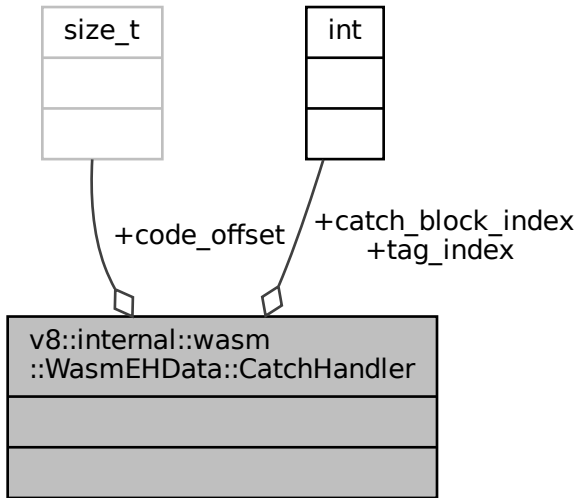 size_t
int
+code_offset
+catch_block_index
+tag_index
v8::internal::wasm
::WasmEHData::CatchHandler